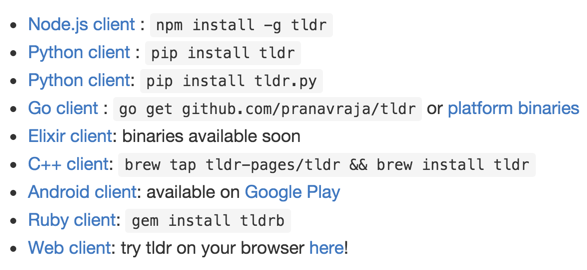 Node.js client : npm install -g tldr
Python client : pip install tldr
Python client: pip install tldr.py
Go client : go get github.com/pranavraja/tldr or platform binaries
Elixir client: binaries available soon
C++ client: brew tap tldr-pages/tldr && brew install tldr
Android client: available on Google Play
Ruby client: gem install tldrb
Web client: try tldr on your browser here!